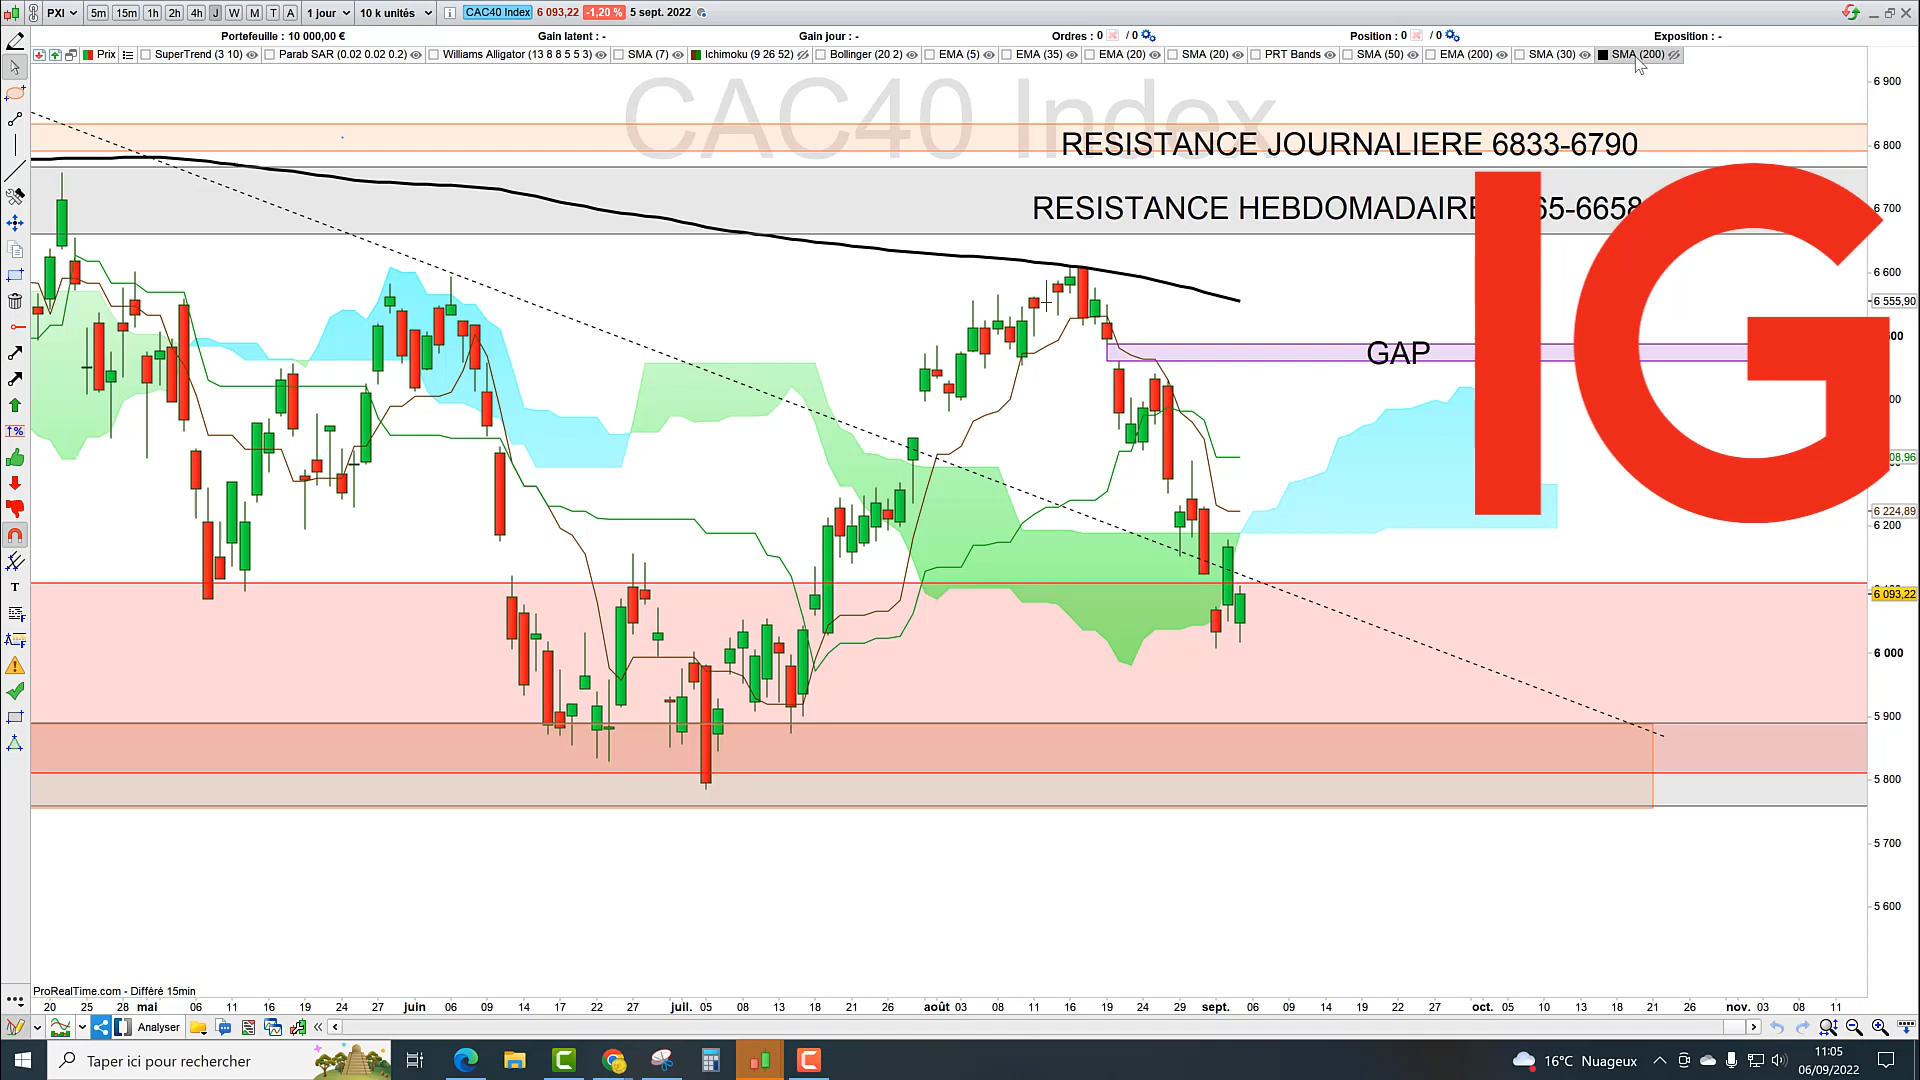 PXI 5m 15m 1h 2h 4h J W M T A 1 jour 10 k unités CAC40 Index 6 093,22 -1,20 % 5 sept. 2022
Portefeuille : 10 000,00 € Gain latent : - Gain jour : - Ordres : 0 / 0 Position : 0 / 0 Exposition : -
Prix SuperTrend (3 10) Parab SAR (0.02 0.02 0.2) Williams Alligator (13 8 8 5 5 3) SMA (7) Ichimoku (9 26 52) Bollinger (20 2) EMA (5) EMA (35) EMA (20) SMA (20) PRT Bands SMA (50) EMA (200) SMA (30) SMA (200)
CAC40 Index
6 900
RESISTANCE JOURNALIERE 6833-6790
6 800
RESISTANCE HEBDOMADAIRE 65-6658
6 700
IG
6 600
6 555,90
GAP
08,96
6 224,89
6 200
6 093,22
6 000
5 900
5 800
5 700
5 600
ProRealTime.com - Différé 15min
20 25 28 mai 06 11 16 19 24 27 juin 06 09 14 17 22 27 juil. 05 08 13 18 21 26 août 03 08 11 16 19 24 29 sept. 06 09 14 19 22 27 oct. 05 10 13 18 21 26 nov. 03 08 11
Analyser
Taper ici pour rechercher
16°C Nuageux
11:05
06/09/2022